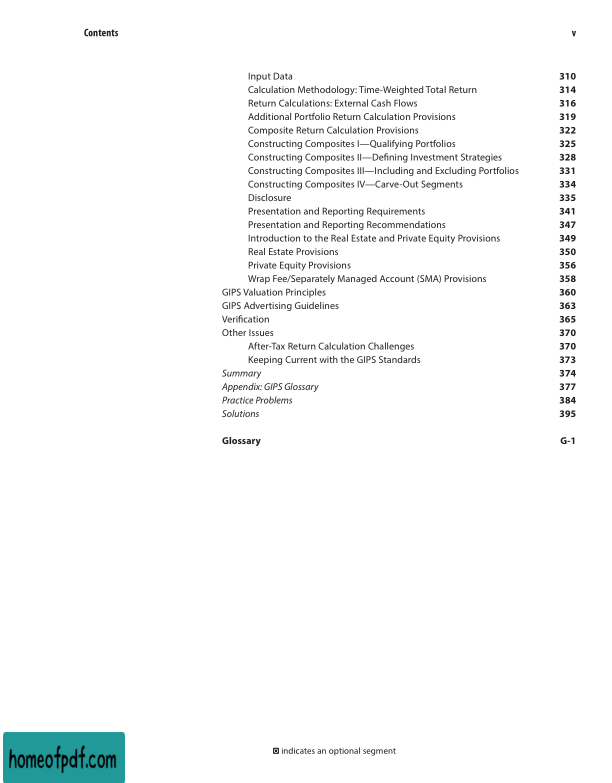 Contents v
Input Data 310
Calculation Methodology: Time-Weighted Total Return 314
Return Calculations: External Cash Flows 316
Additional Portfolio Return Calculation Provisions 319
Composite Return Calculation Provisions 322
Constructing Composites I—Qualifying Portfolios 325
Constructing Composites II—Defining Investment Strategies 328
Constructing Composites III—Including and Excluding Portfolios 331
Constructing Composites IV—Carve-Out Segments 334
Disclosure 335
Presentation and Reporting Requirements 341
Presentation and Reporting Recommendations 347
Introduction to the Real Estate and Private Equity Provisions 349
Real Estate Provisions 350
Private Equity Provisions 356
Wrap Fee/Separately Managed Account (SMA) Provisions 358
GIPS Valuation Principles 360
GIPS Advertising Guidelines 363
Verification 365
Other Issues 370
After-Tax Return Calculation Challenges 370
Keeping Current with the GIPS Standards 373
Summary 374
Appendix: GIPS Glossary 377
Practice Problems 384
Solutions 395
Glossary G-1
indicates an optional segment
homeofpdf.com